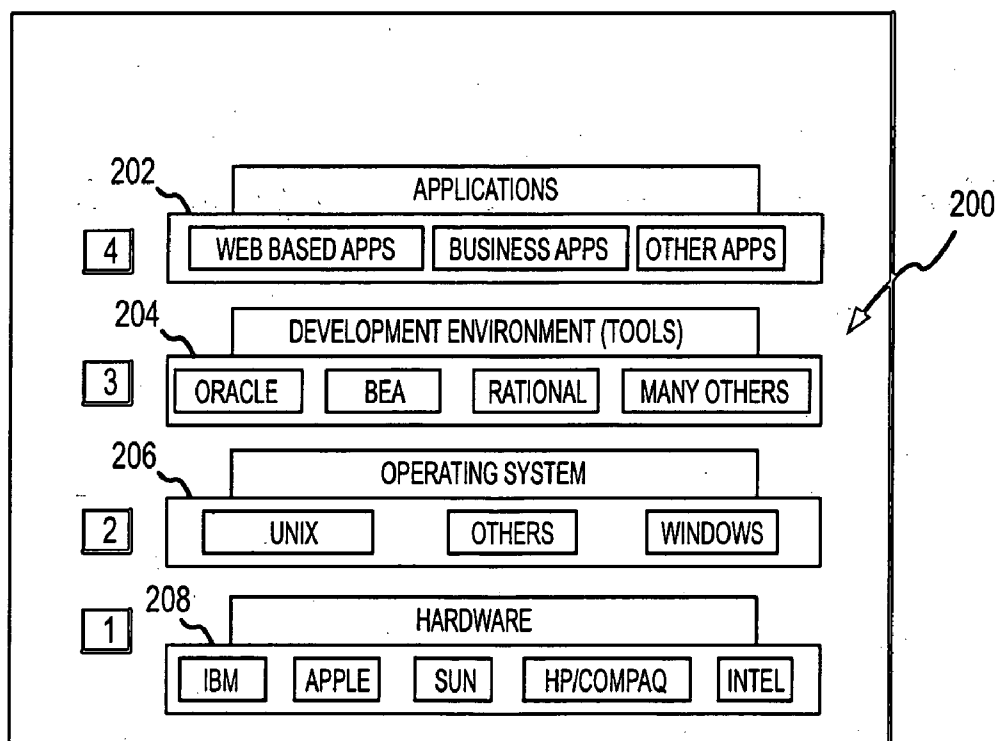 202
APPLICATIONS
200
4
WEB BASED APPS BUSINESS APPS OTHER APPS
204
DEVELOPMENT ENVIRONMENT (TOOLS)
3
ORACLE BEA RATIONAL MANY OTHERS
206
OPERATING SYSTEM
2
UNIX OTHERS WINDOWS
208
1
HARDWARE
IBM APPLE SUN HP/COMPAQ INTEL